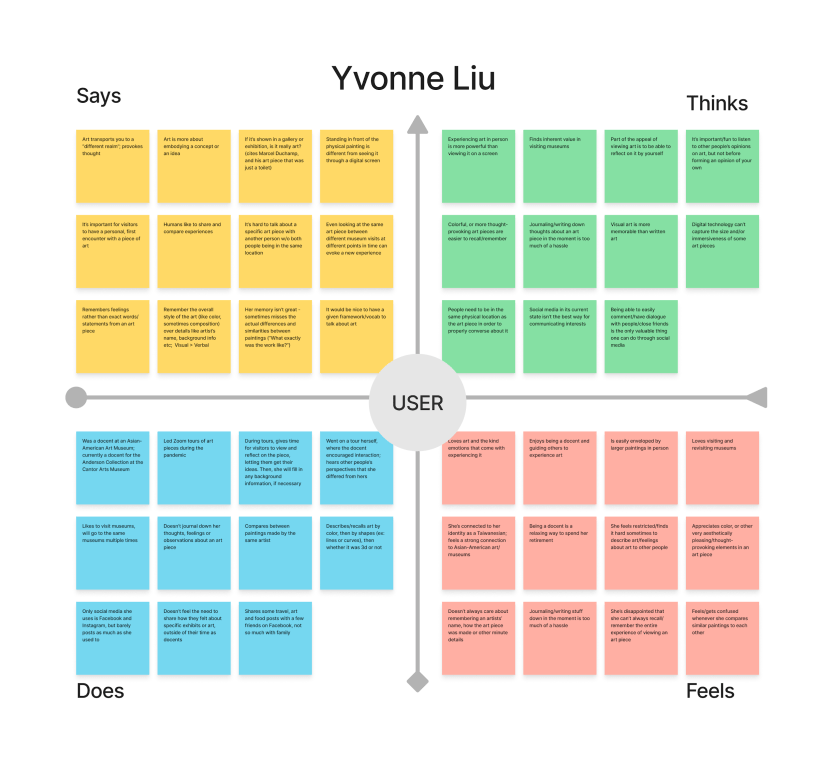 Yvonne Liu
Says
Thinks
Art transports you to a
"different realm"; provokes
thought
Art is more about
embodying a concept or
an idea
If it's shown in a gallery or
exhibition, is it really art?
(cites Marcel Duchamp,
and his art piece that was
just a toilet)
Standing in front of the
physical painting is
different from seeing it
through a digital screen
It's important for visitors
to have a personal, first
encounter with a piece of
art
Humans like to share and
compare experiences
It's hard to talk about a
specific art piece with
another person w/o both
people being in the same
location
Even looking at the same
art piece between
different museum visits at
different points in time can
evoke a new experience
Remembers feelings
rather than exact words/
statements from an art
piece
Remember the overall
style of the art (like color,
sometimes composition)
over details like artist's
name, background info
etc; Visual > Verbal
Her memory isn't great -
sometimes misses the
actual differences and
similarities between
paintings ("What exactly
was the work like?")
It would be nice to have a
given framework/vocab to
talk about art
Experiencing art in person
is more powerful than
viewing it on a screen
Finds inherent value in
visiting museums
Part of the appeal of
viewing art is to be able to
reflect on it by yourself
It's important/fun to listen
to other people's opinions
on art, but not before
forming an opinion of your
own
Colorful, or more thought-
provoking art pieces are
easier to recall/remember
Journaling/writing down
thoughts about an art
piece in the moment is too
much of a hassle
Visual art is more
memorable than written
art
Digital technology can't
capture the size and/or
immersiveness of some
art pieces
People need to be in the
same physical location as
the art piece in order to
properly converse about it
Social media in its current
state isn't the best way for
communicating interests
Being able to easily
comment/have dialogue
with people/close friends
is the only valuable thing
one can do through social
media
USER
Was a docent at an Asian-
American Art Museum;
currently a docent for the
Anderson Collection at the
Cantor Arts Museum
Led Zoom tours of art
pieces during the
pandemic
During tours, gives time
for visitors to view and
reflect on the piece,
letting them get their
ideas. Then, she will fill in
any background
information, if necessary
Went on a tour herself,
where the docent
encouraged interaction;
hears other people's
perspectives that she
differed from hers
Likes to visit museums,
will go to the same
museums multiple times
Doesn't journal down her
thoughts, feelings or
observations about an art
piece
Compares between
paintings made by the
same artist
Describes/recalls art by
color, then by shapes (ex:
lines or curves), then
whether it was 3d or not
Only social media she
uses is Facebook and
Instagram, but barely
posts as much as she
used to
Doesn't feel the need to
share how they felt about
specific exhibits or art,
outside of their time as
docents
Shares some travel, art
and food posts with a few
friends on Facebook, not
so much with family
Loves art and the kind
emotions that come with
experiencing it
Enjoys being a docent and
guiding others to
experience art
Is easily enveloped by
larger paintings in person
Loves visiting and
revisiting museums
She's connected to her
identity as a Taiwanesian;
feels a strong connection
to Asian-American art/
museums
Being a docent is a
relaxing way to spend her
retirement
She feels restricted/finds
it hard sometimes to
describe art/feelings
about art to other people
Appreciates color, or other
very aesthetically
pleasing/thought-
provoking elements in an
art piece
Doesn't always care about
remembering an artists/
name, how the art piece
was made or other minute
details
Journaling/writing stuff
down in the moment is too
much of a hassle
She's disappointed that
she can't always recall/
remember the entire
experience of viewing an
art piece
Feels/gets confused
whenever she compares
similar paintings to each
other
Does
Feels